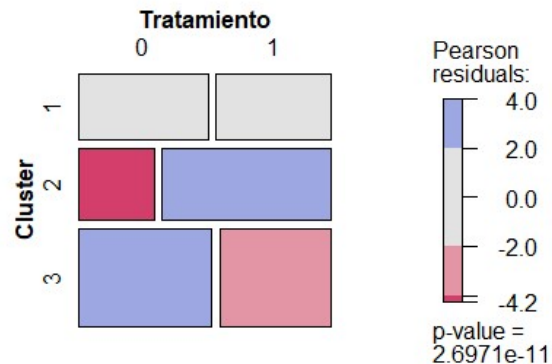 Tratamiento
0 1
Cluster
1
2
3
Pearson
residuals:
4.0
2.0
0.0
-2.0
-4.2
p-value =
2.6971e-11